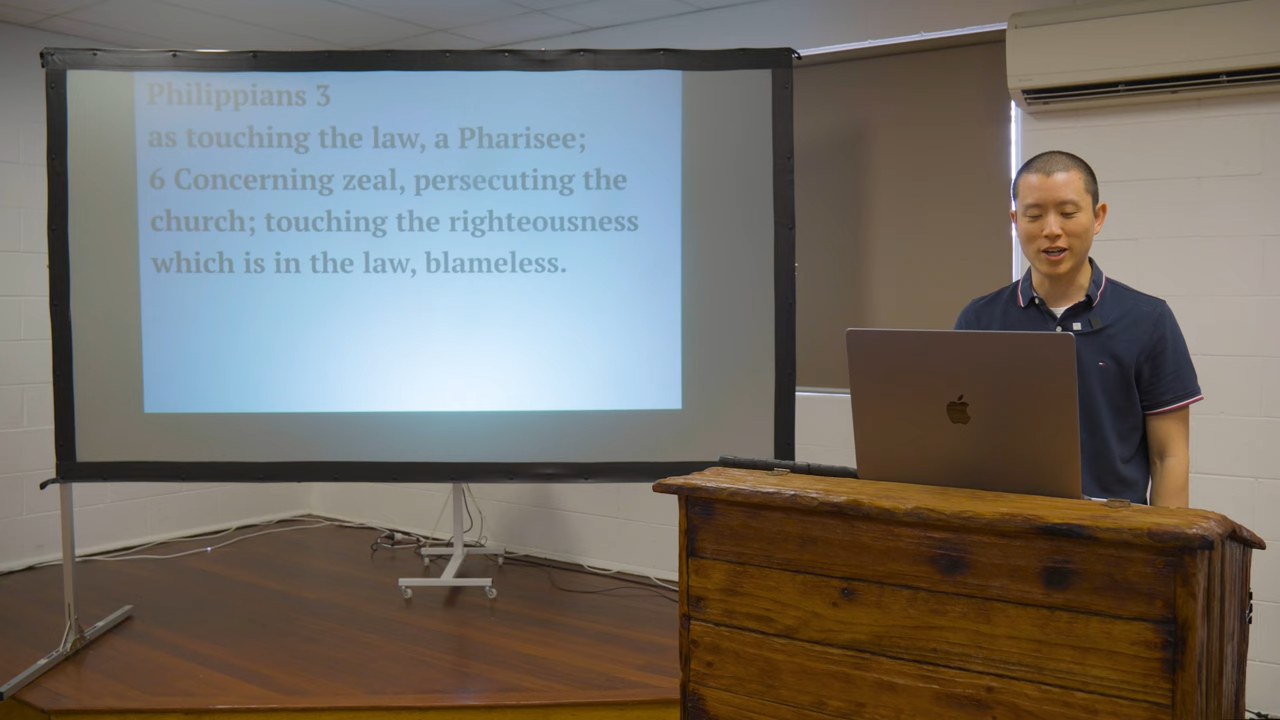 Philippians 3
as touching the law, a Pharisee;
6 Concerning zeal, persecuting the
church; touching the righteousness
which is in the law, blameless.